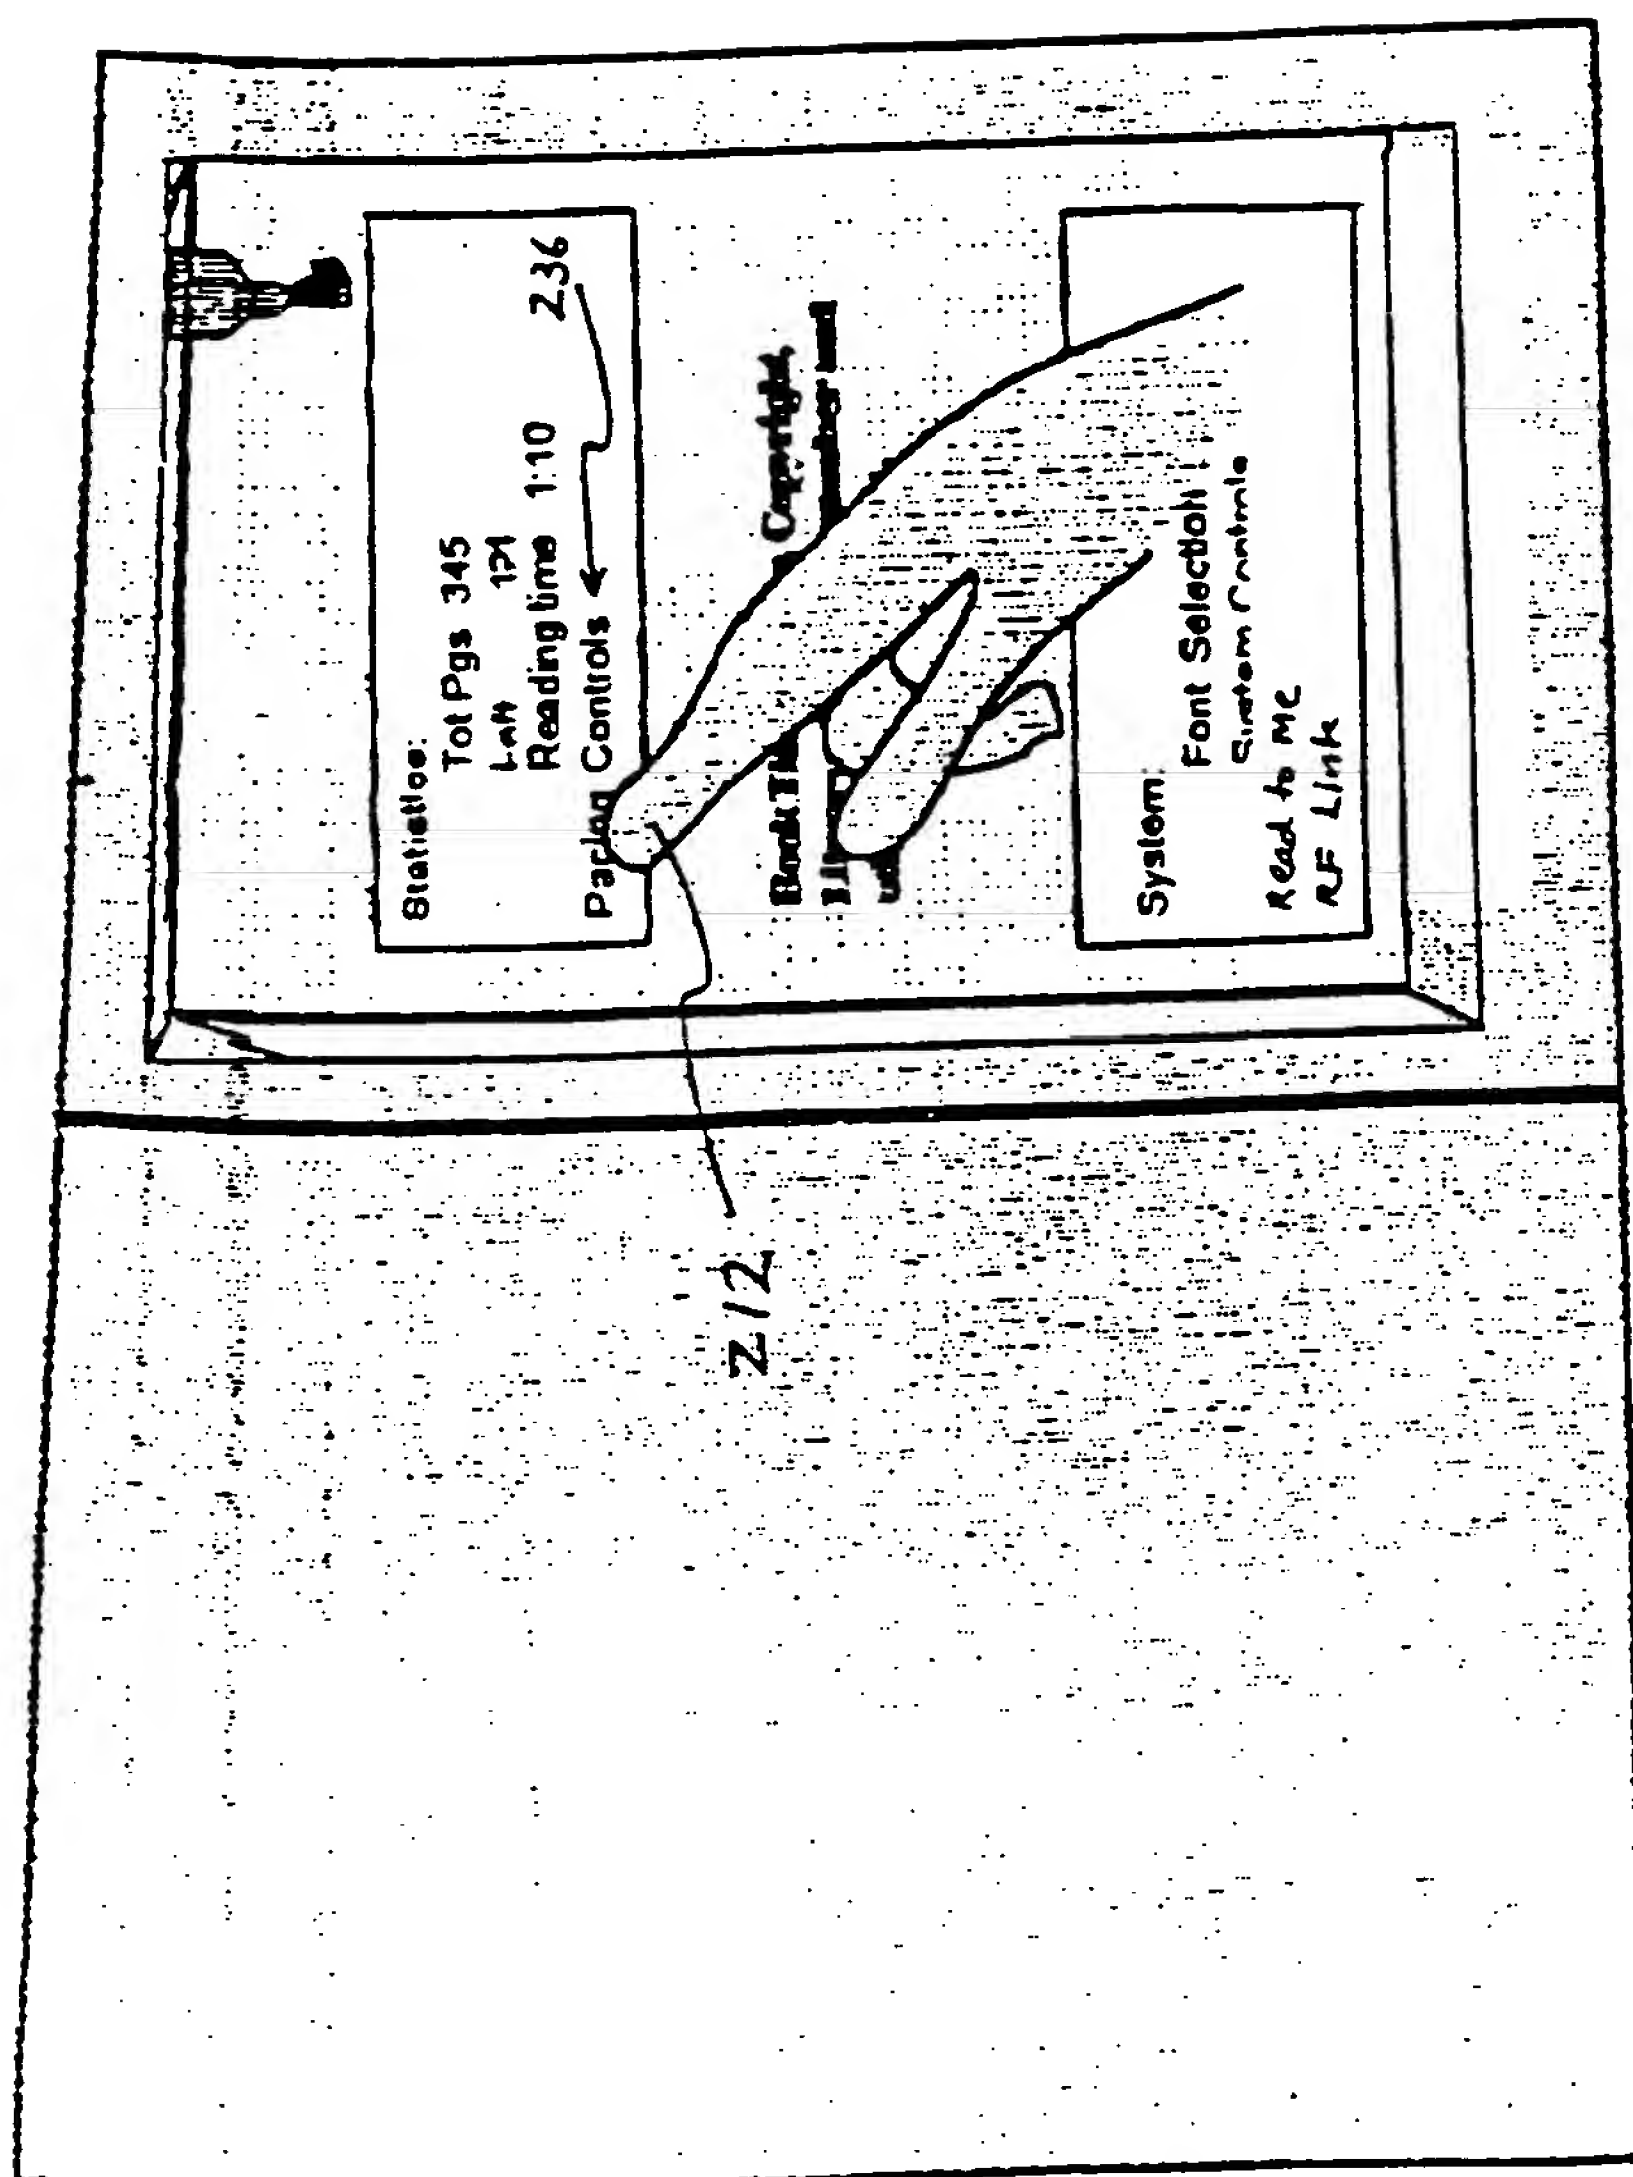 Statistics:
Tot Pgs 345
Left 171
Reading time 1:10
236
Paging Controls
Copyright
Book
System:
Font Selection
System Controls
Read to Me
RF Link
212